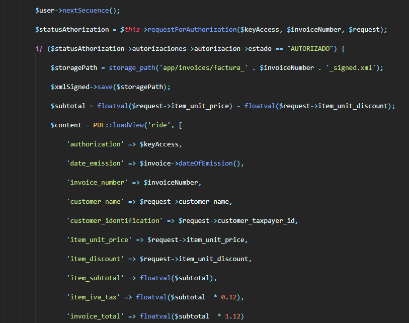 $user->nextSecuence();
$statusAthorization = $this->requestForAuthorization($keyAccess, $invoiceNumber, $request);
if ($statusAthorization->autorizaciones->autorizacion->estado == "AUTORIZADO") {
$storagePath = storage_path('app/invoices/factura_' . $invoiceNumber . '_signed.xml');
$xmlSigned->save($storagePath);
$subtotal = floatval($request->item_unit_price) - floatval($request->item_unit_discount);
$content = PDF::loadView('ride', [
'authorization' => $keyAccess,
'date_emission' => $invoice->dateOfEmission(),
'invoice_number' => $invoiceNumber,
'customer_name' => $request->customer_name,
'customer_identification' => $request->customer_taxpayer_id,
'item_unit_price' => $request->item_unit_price,
'item_discount' => $request->item_unit_discount,
'item_subtotal' => floatval($subtotal),
'item_iva_tax' => floatval($subtotal * 0.12),
'invoice_total' => floatval($subtotal * 1.12)